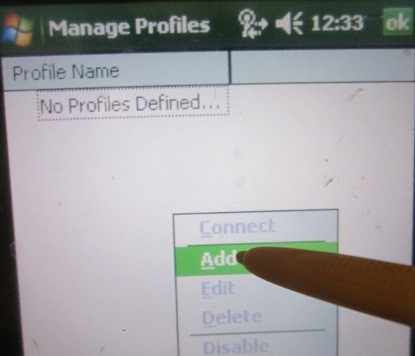 Manage Profiles 12:33 ok
Profile Name
No Profiles Defined...
Connect
Add
Edit
Delete
Disable